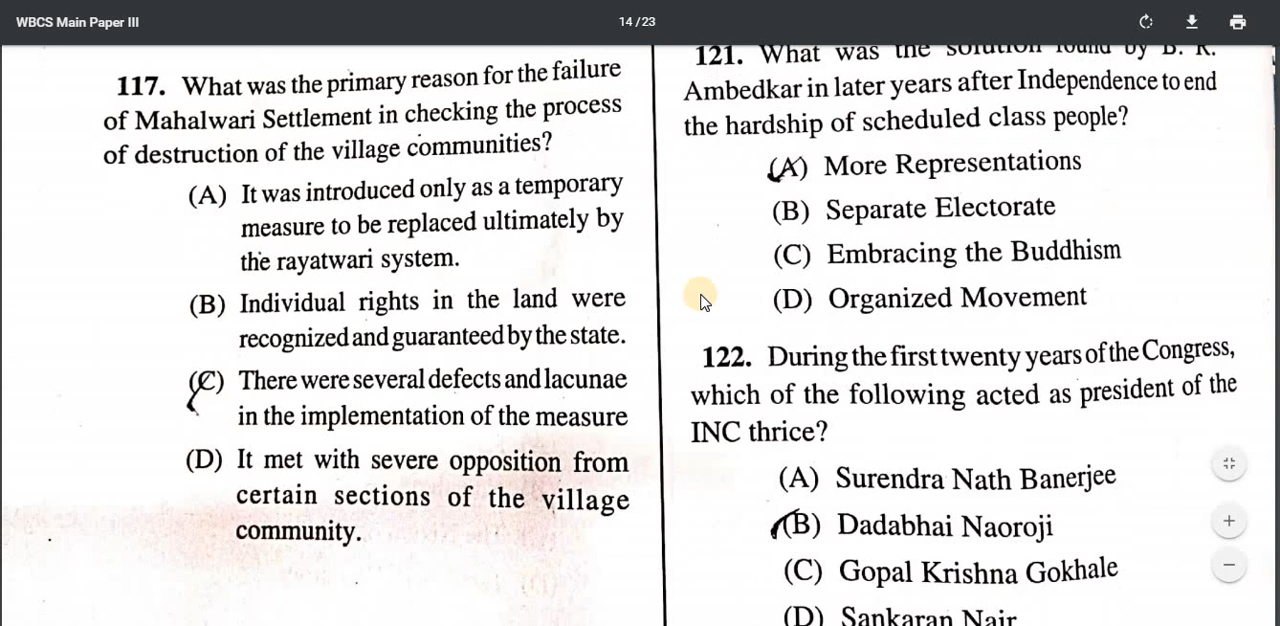 WBCS Main Paper III
14 / 23
117. What was the primary reason for the failure
of Mahalwari Settlement in checking the process
of destruction of the village communities?
(A) It was introduced only as a temporary
measure to be replaced ultimately by
the rayatwari system.
(B) Individual rights in the land were
recognized and guaranteed by the state.
(C) There were several defects and lacunae
in the implementation of the measure
(D) It met with severe opposition from
certain sections of the village
community.
121. What was the solution found by B. R.
Ambedkar in later years after Independence to end
the hardship of scheduled class people?
(A) More Representations
(B) Separate Electorate
(C) Embracing the Buddhism
(D) Organized Movement
122. During the first twenty years of the Congress,
which of the following acted as president of the
INC thrice?
(A) Surendra Nath Banerjee
(B) Dadabhai Naoroji
(C) Gopal Krishna Gokhale
(D) Sankaran Nair